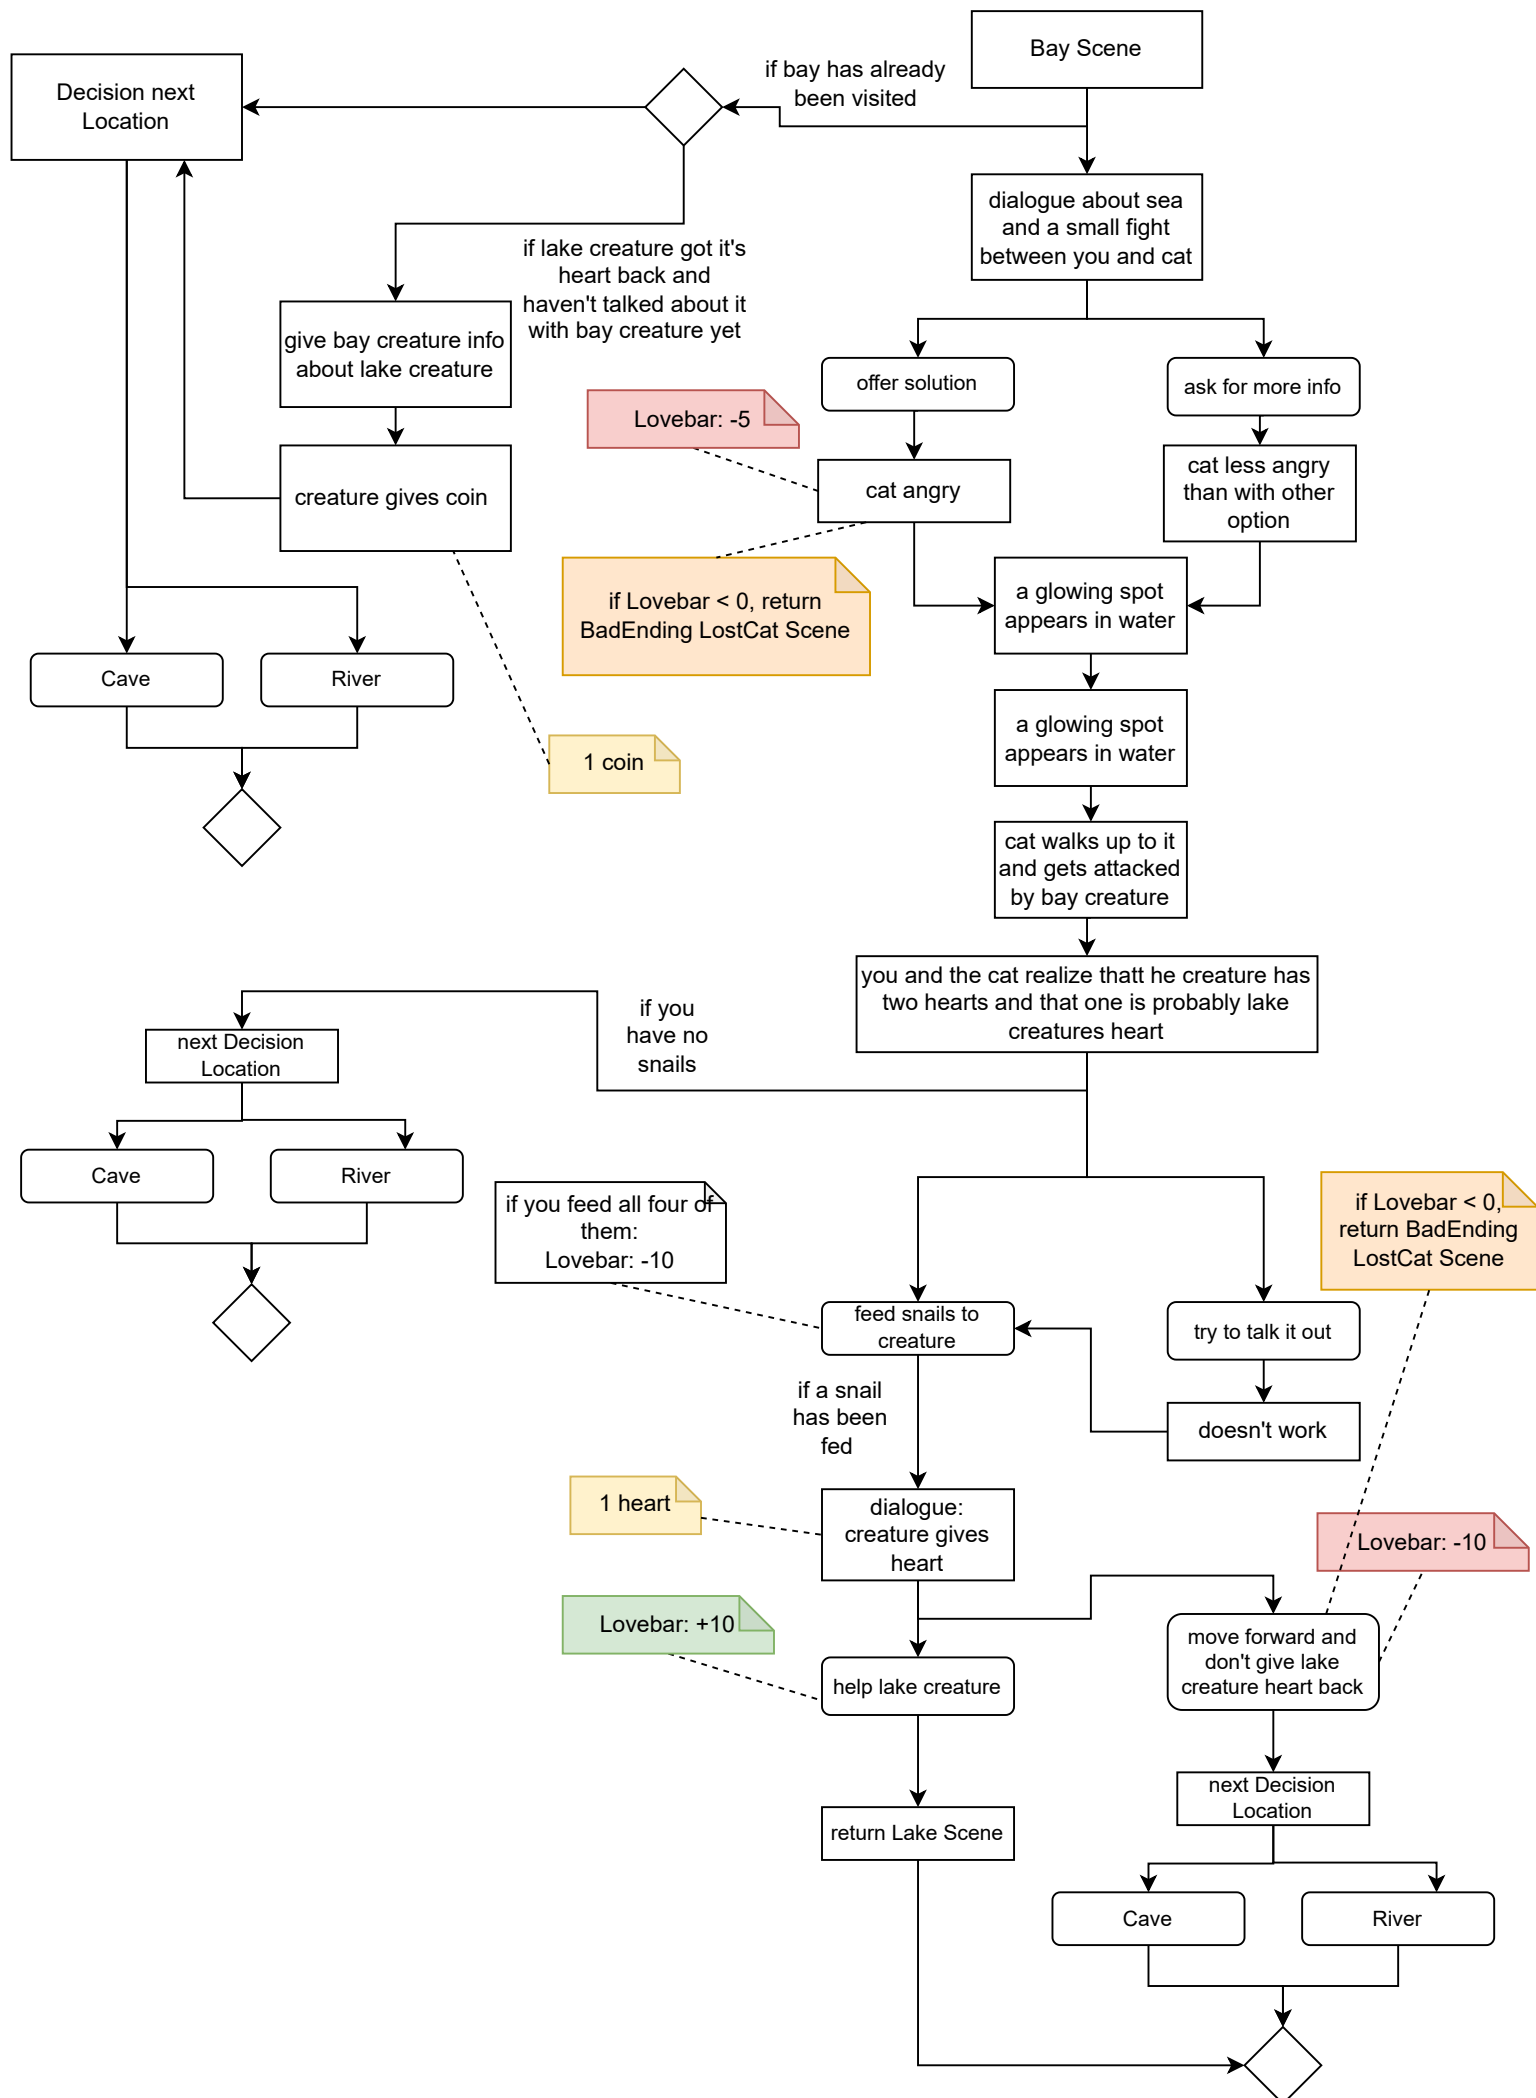 Bay Scene
if bay has already
been visited
Decision next
Location
dialogue about sea
and a small fight
between you and cat
if lake creature got it's
heart back and
haven't talked about it
with bay creature yet
give bay creature info
about lake creature
offer solution
ask for more info
Lovebar: -5
cat angry
cat less angry
than with other
option
creature gives coin
if Lovebar < 0, return
BadEnding LostCat Scene
a glowing spot
appears in water
Cave
River
a glowing spot
appears in water
1 coin
cat walks up to it
and gets attacked
by bay creature
you and the cat realize thatt he creature has
two hearts and that one is probably lake
creatures heart
if you
have no
snails
next Decision
Location
Cave
River
if you feed all four of
them:
Lovebar: -10
if Lovebar < 0,
return BadEnding
LostCat Scene
feed snails to
creature
try to talk it out
if a snail
has been
fed
doesn't work
1 heart
dialogue:
creature gives
heart
Lovebar: -10
Lovebar: +10
help lake creature
move forward and
don't give lake
creature heart back
next Decision
Location
return Lake Scene
Cave
River